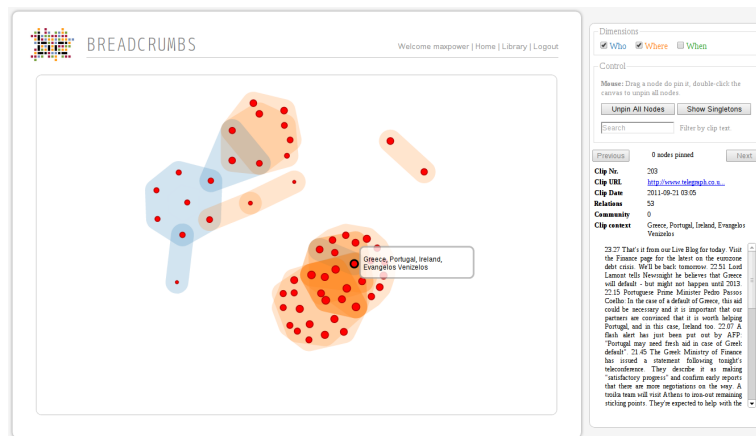 BREADCRUMBS
Welcome maxpower | Home | Library | Logout
Greece, Portugal, Ireland,
Evangelos Venizelos
Dimensions
Who Where When
Control
Mouse: Drag a node do pin it, double-click the
canvas to unpin all nodes.
Unpin All Nodes Show Singletons
Search Filter by clip text.
Previous 0 nodes pinned Next
Clip Nr. 203
Clip URL http://www.telegraph.co.u...
Clip Date 2011-09-21 03:05
Relations 53
Community 0
Clip context Greece, Portugal, Ireland, Evangelos
Venizelos
23.27 That's it from our Live Blog for today. Visit
the Finance page for the latest on the eurozone
debt crisis. We'll be back tomorrow. 22.51 Lord
Lamont tells Newsnight he believes that Greece
will default - but might not happen until 2013.
22.15 Portuguese Prime Minister Pedro Passos
Coelho: In the case of a default of Greece, this aid
could be necessary and it is important that our
partners are convinced that it is worth helping
Portugal, and in this case, Ireland too. 22.07 A
flash alert has just been put out by AFP:
"Portugal may need fresh aid in case of Greek
default". 21.45 The Greek Ministry of Finance
has issued a statement following tonight's
teleconference. They describe it as making
"satisfactory progress" and confirm early reports
that there are more negotiations on the way. A
troika team will visit Athens to iron-out remaining
sticking points. They're expected to help with the